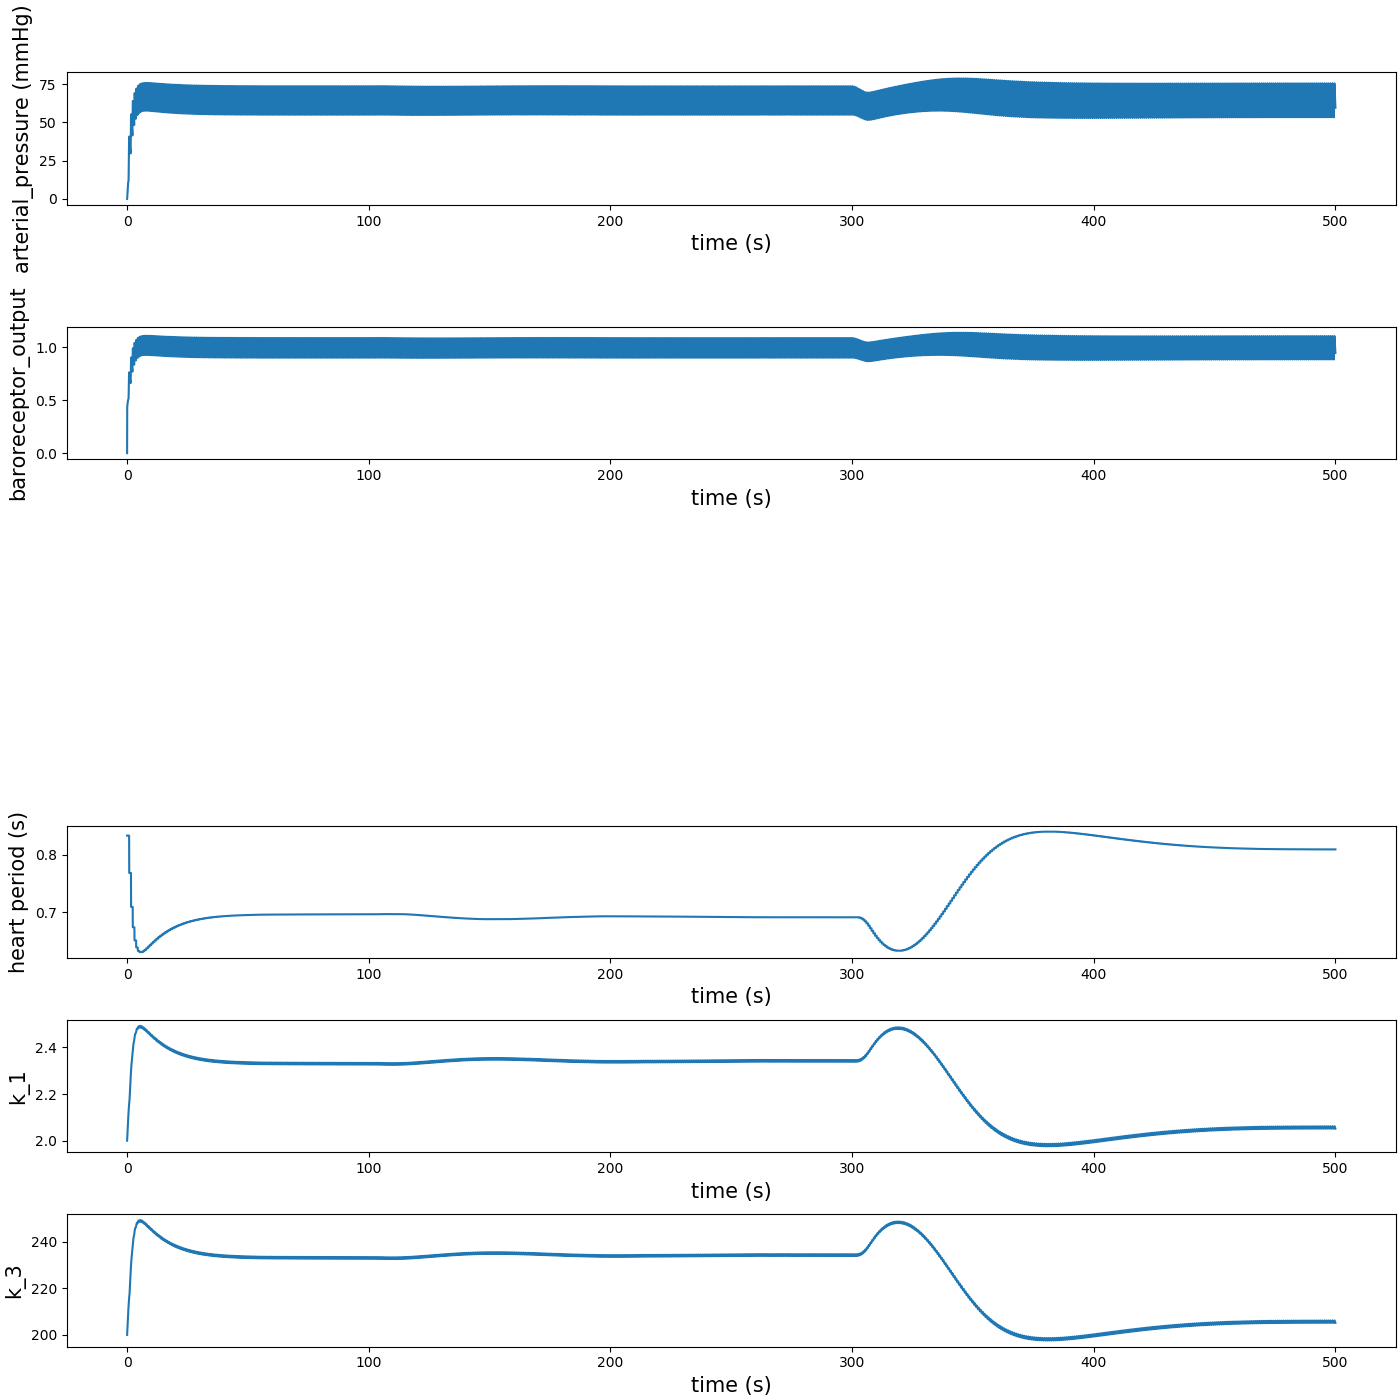 arterial_pressure (mmHg)
75
50
25
0
0 100 200 300 400 500
time (s)
baroreceptor_output
1.0
0.5
0.0
0 100 200 300 400 500
time (s)
heart period (s)
0.8
0.7
0 100 200 300 400 500
time (s)
k_1
2.4
2.2
2.0
0 100 200 300 400 500
time (s)
k_3
240
220
200
0 100 200 300 400 500
time (s)